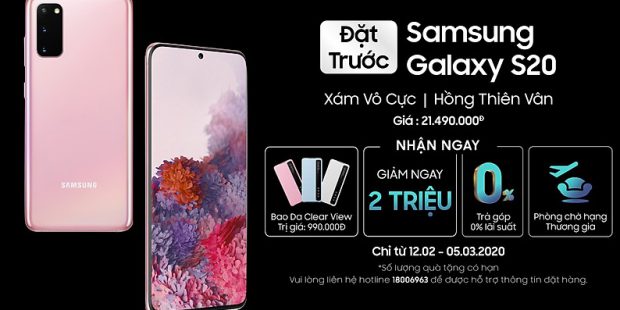 Đặt
Trước
Samsung
Galaxy S20
Xám Vô Cực | Hồng Thiên Vân
Giá : 21.490.000Đ
NHẬN NGAY
Bao Da Clear View
Trị giá: 990.000Đ
GIẢM NGAY
2 TRIỆU
0%
Trả góp
0% lãi suất
Phòng chờ hạng
Thương gia
SAMSUNG
Chỉ từ 12.02 - 05.03.2020
*Số lượng quà tặng có hạn
Vui lòng liên hệ hotline 18006963 để được hỗ trợ thông tin đặt hàng.